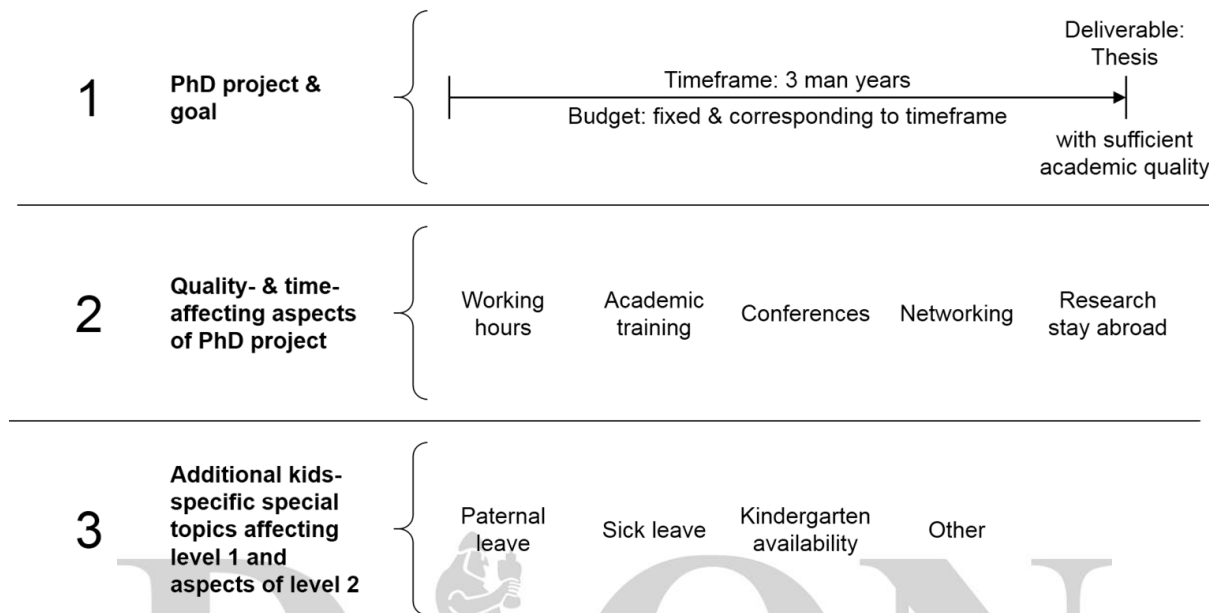 1
PhD project &
goal
Timeframe: 3 man years
Budget: fixed & corresponding to timeframe
Deliverable:
Thesis
with sufficient
academic quality
2
Quality- & time-
affecting aspects
of PhD project
Working
hours
Academic
training
Conferences
Networking
Research
stay abroad
3
Additional kids-
specific special
topics affecting
level 1 and
aspects of level 2
Paternal
leave
Sick leave
Kindergarten
availability
Other